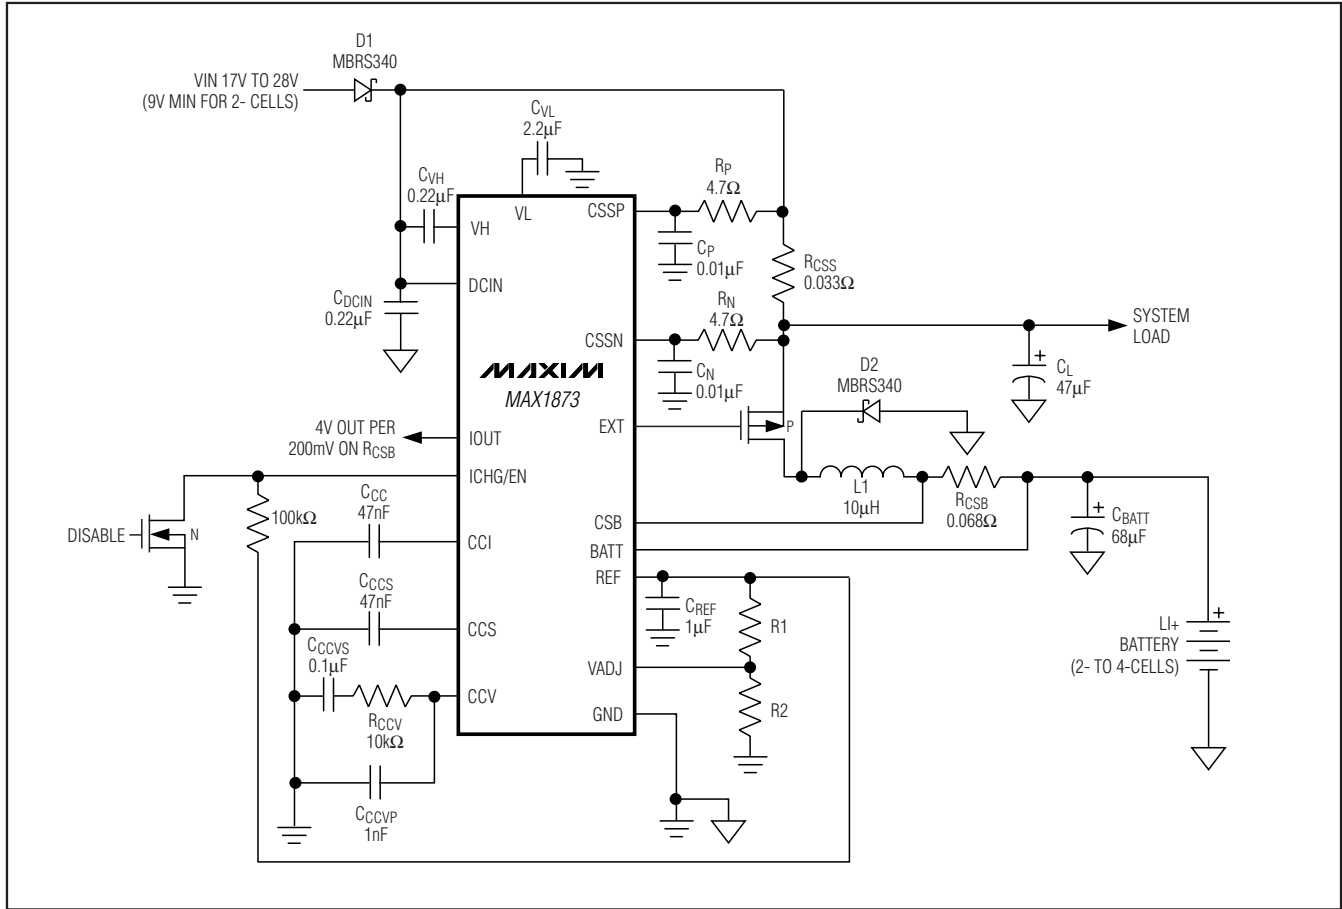 D1
MBRS340
VIN 17V TO 28V
(9V MIN FOR 2- CELLS)
CVL
2.2µF
CVH
0.22µF
RP
4.7Ω
VL
CSSP
VH
CP
0.01µF
RCSS
0.033Ω
DCIN
CDCIN
0.22µF
RN
4.7Ω
SYSTEM
LOAD
CSSN
CN
0.01µF
D2
MBRS340
CL
47µF
MAXIM
MAX1873
EXT
P
4V OUT PER
200mV ON RCSB
IOUT
ICHG/EN
L1
10µH
RCSB
0.068Ω
CBATT
68µF
100kΩ
CCC
47nF
DISABLE
N
CSB
CCI
BATT
REF
CCCS
47nF
CREF
1µF
R1
CCS
LI+
BATTERY
(2- TO 4-CELLS)
CCCVS
0.1µF
VADJ
CCV
R2
GND
RCCV
10kΩ
CCCVP
1nF